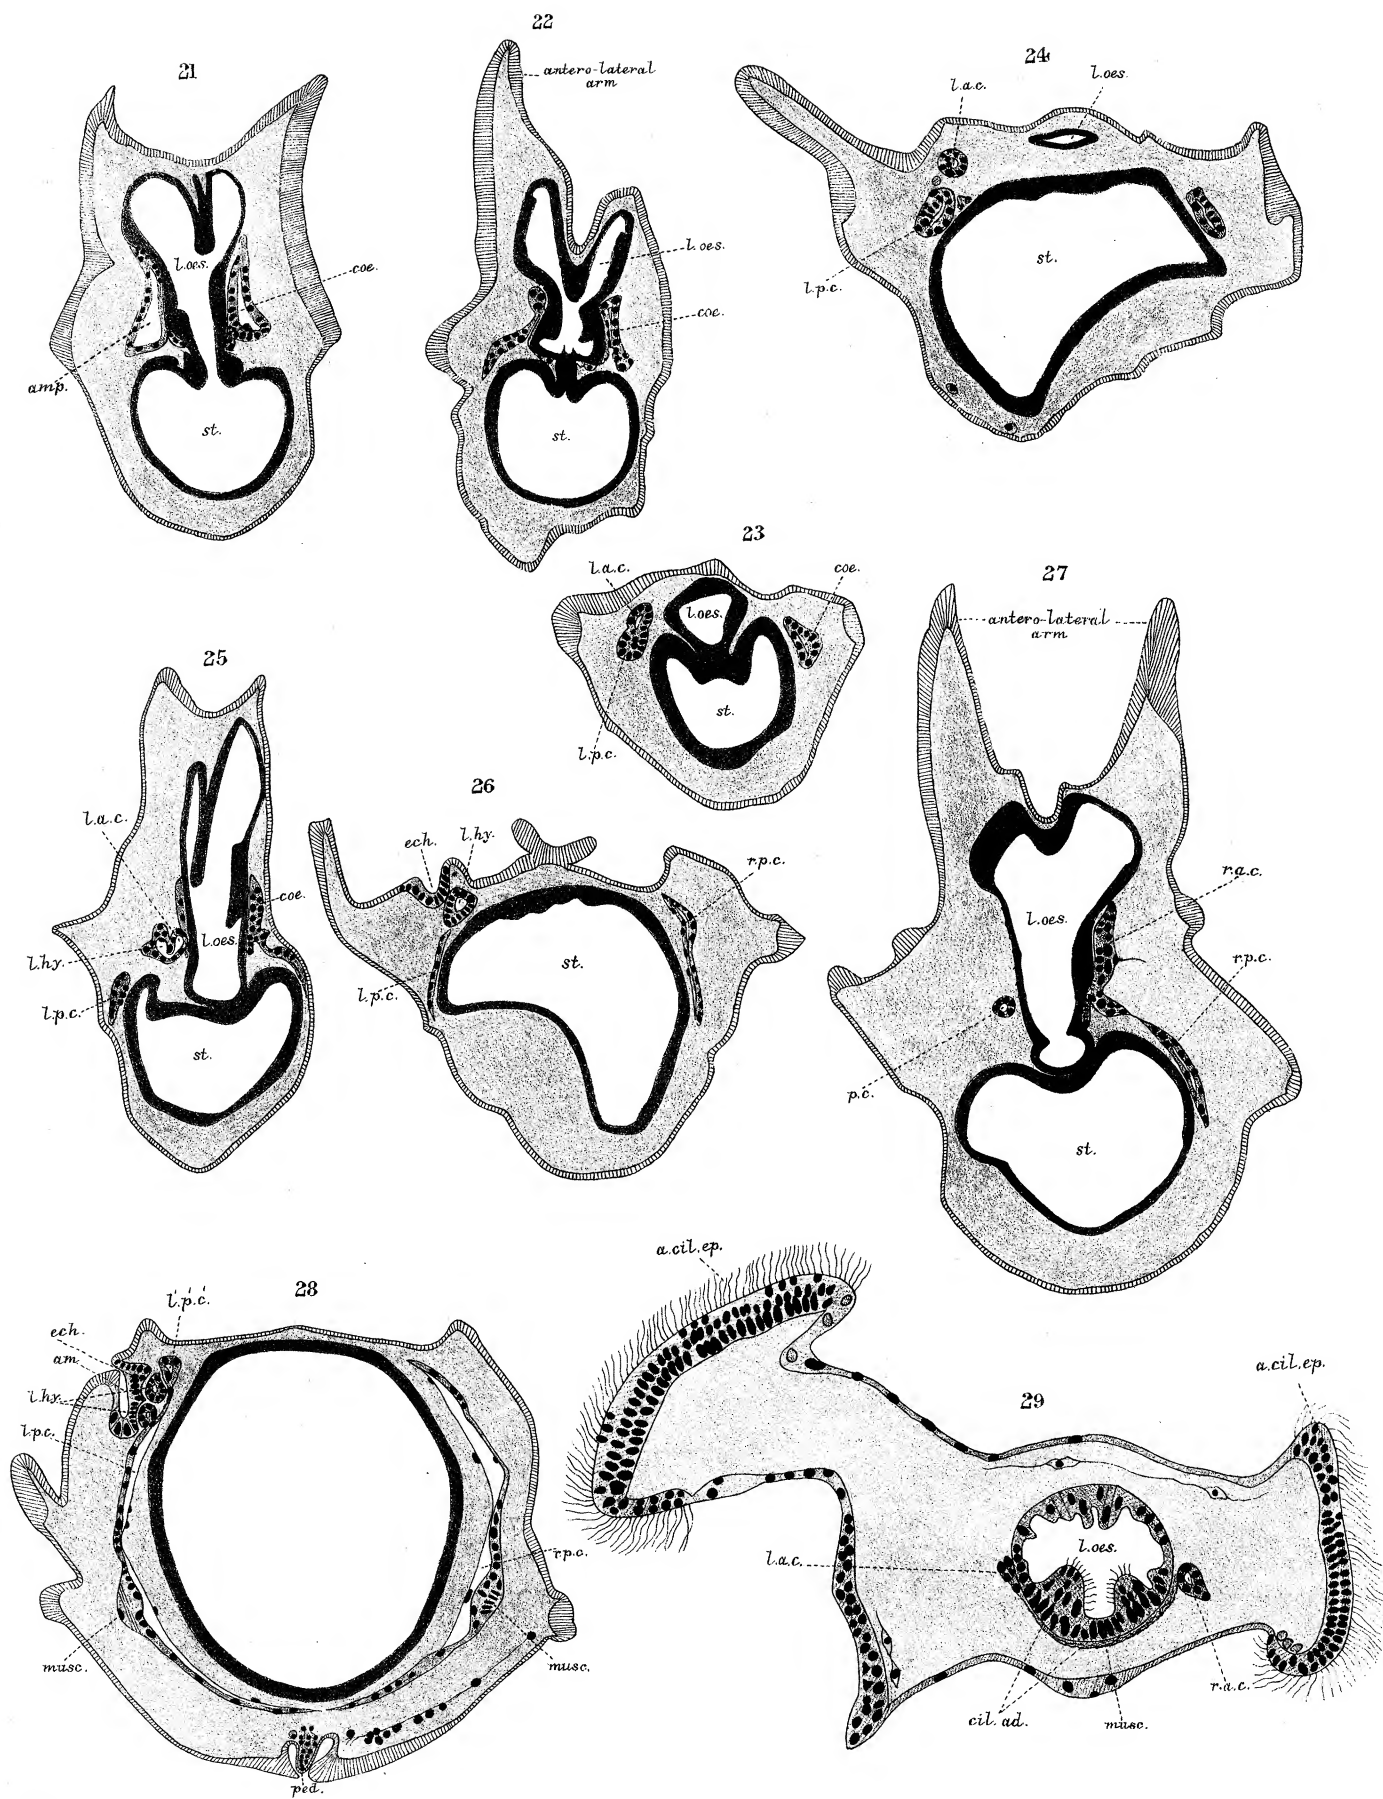 21
l.oes.
coe.
amp.
st.
22
antero-lateral
arm
l.oes.
coe.
st.
24
l.a.c.
l.oes.
l.p.c.
st.
23
l.a.c.
coe.
l.oes.
st.
l.p.c.
25
l.a.c.
coe.
l.oes.
l.hy.
l.p.c.
st.
26
ech.
l.hy.
r.p.c.
l.p.c.
st.
27
antero-lateral
arm
r.a.c.
l.oes.
r.p.c.
p.c.
st.
28
l'.p'.c'.
ech.
am.
l.hy.
l.p.c.
r.p.c.
musc.
musc.
ped.
29
a.cil.ep.
a.cil.ep.
l.oes.
l.a.c.
r.a.c.
cil. ad.
musc.